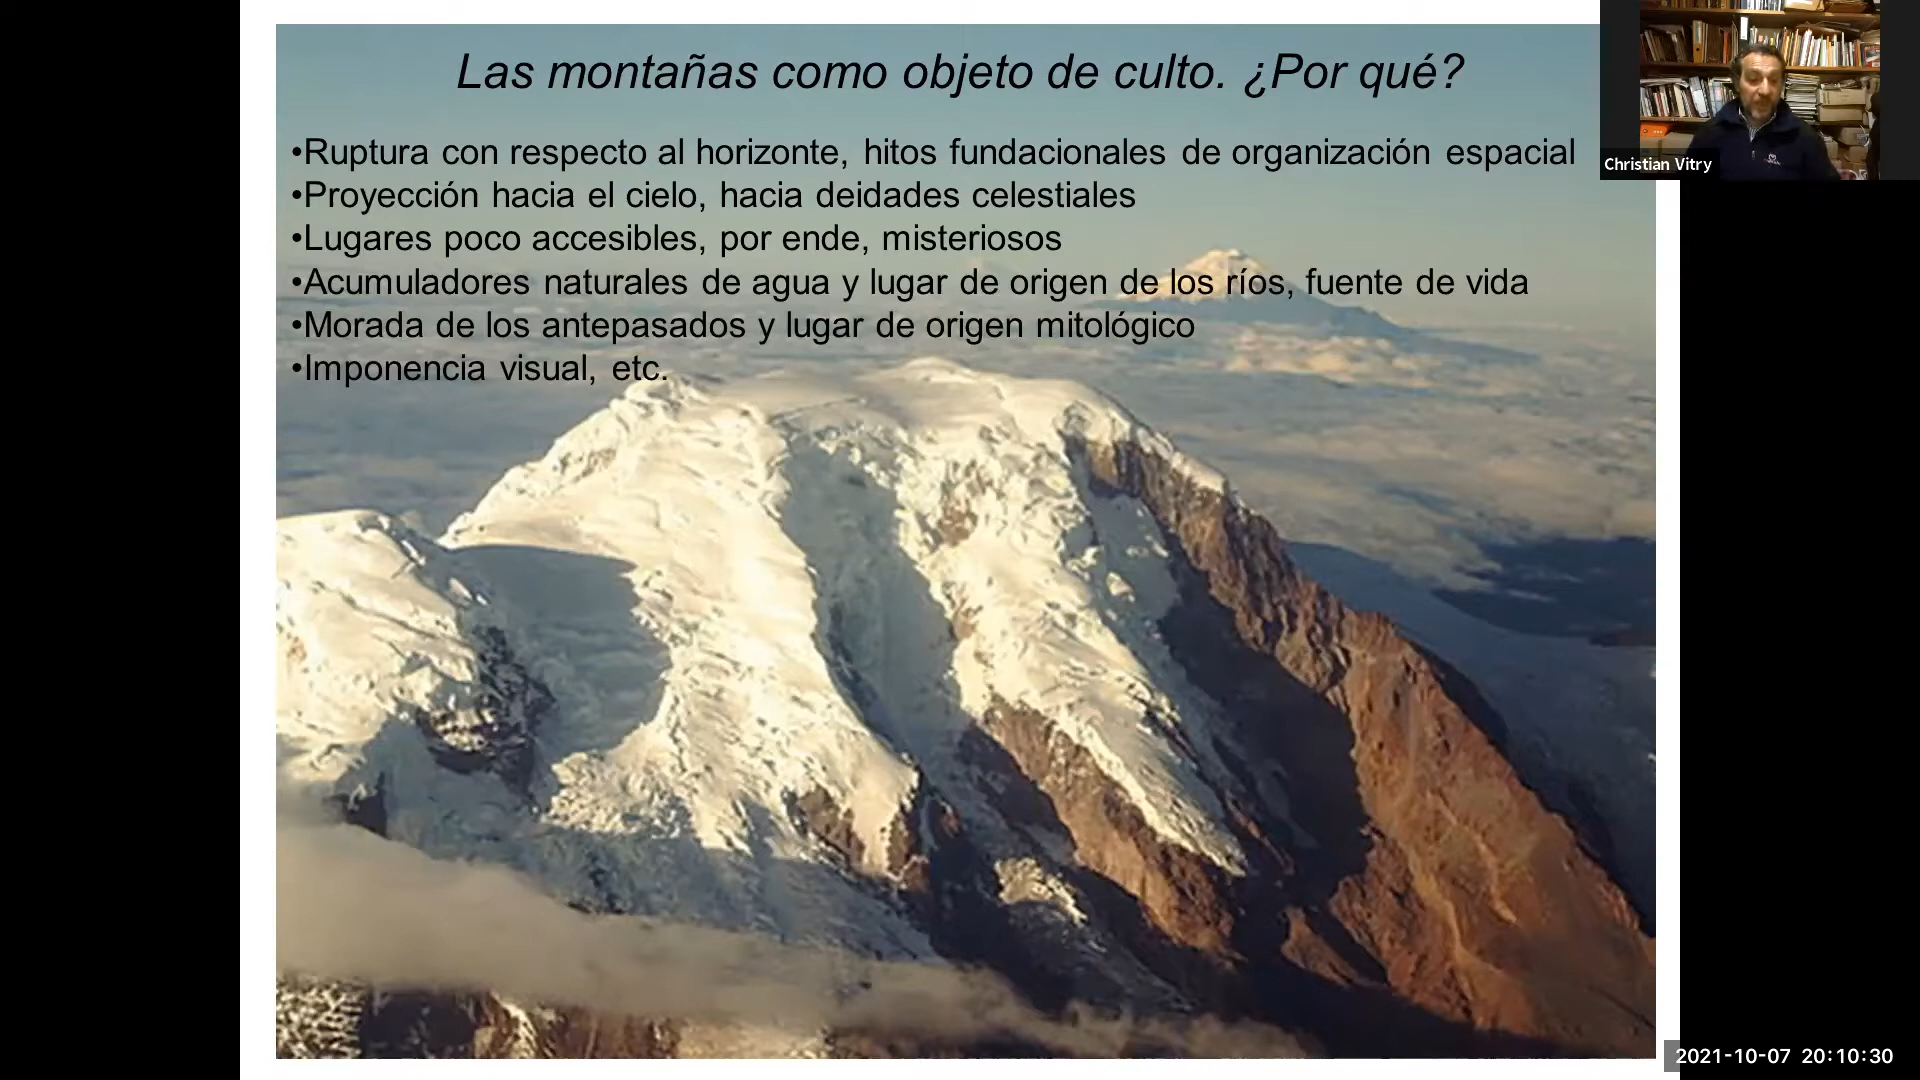 Las montañas como objeto de culto. ¿Por qué?
•Ruptura con respecto al horizonte, hitos fundacionales de organización espacial
•Proyección hacia el cielo, hacia deidades celestiales
•Lugares poco accesibles, por ende, misteriosos
•Acumuladores naturales de agua y lugar de origen de los ríos, fuente de vida
•Morada de los antepasados y lugar de origen mitológico
•Imponencia visual, etc.
Christian Vitry
2021-10-07 20:10:30